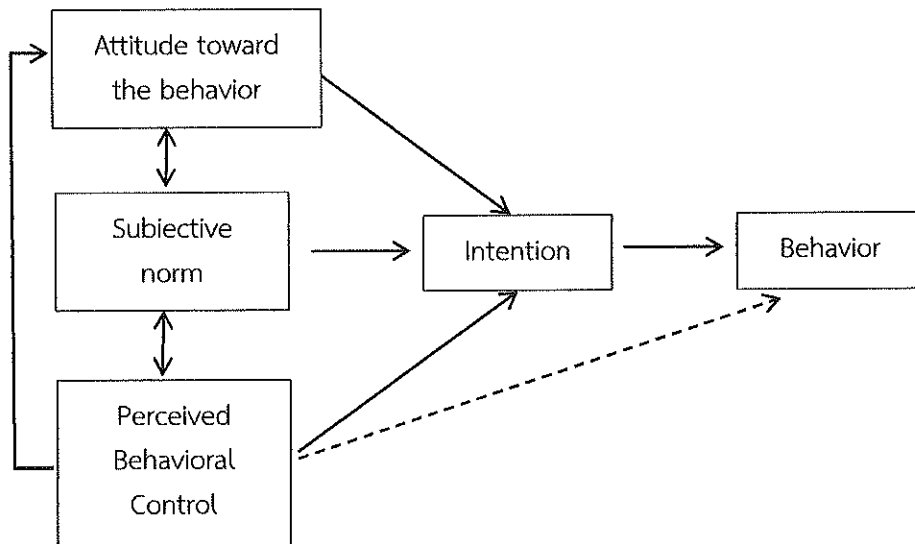 Attitude toward
the behavior
Subiective
norm
Intention
Behavior
Perceived
Behavioral
Control